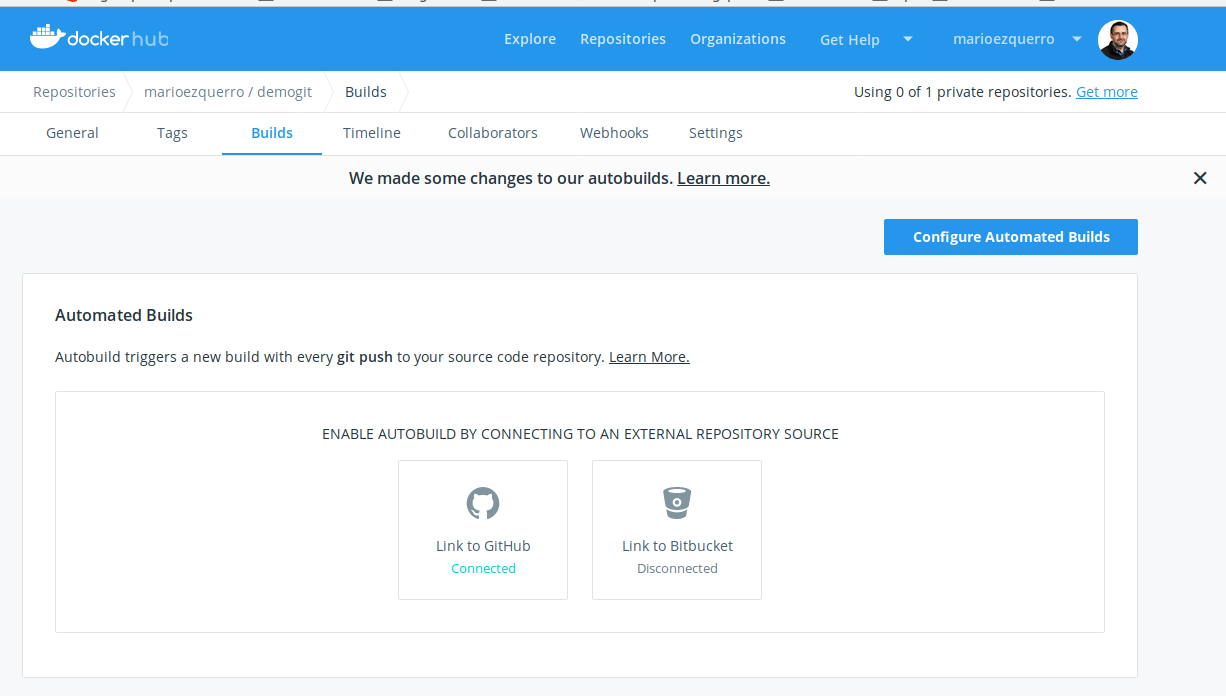 docker hub
Explore Repositories Organizations Get Help marioezquerro
Repositories marioezquerro / demogit Builds Using 0 of 1 private repositories. Get more
General Tags Builds Timeline Collaborators Webhooks Settings
We made some changes to our autobuilds. Learn more.
Configure Automated Builds
Automated Builds
Autobuild triggers a new build with every git push to your source code repository. Learn More.
ENABLE AUTOBUILD BY CONNECTING TO AN EXTERNAL REPOSITORY SOURCE
Link to GitHub Link to Bitbucket
Connected Disconnected